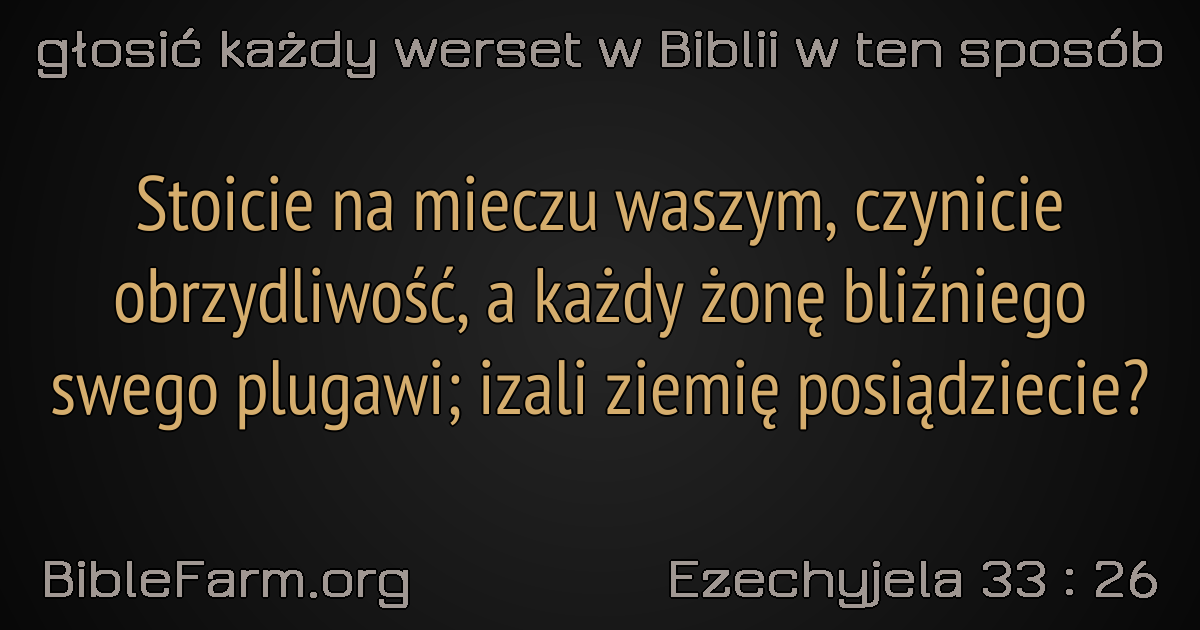 głosić każdy werset w Biblii w ten sposób
Stoicie na mieczu waszym, czynicie
obrzydliwość, a każdy żonę bliźniego
swego plugawi; izali ziemię posiądziecie?
BibleFarm.org
Ezechyjela 33 : 26